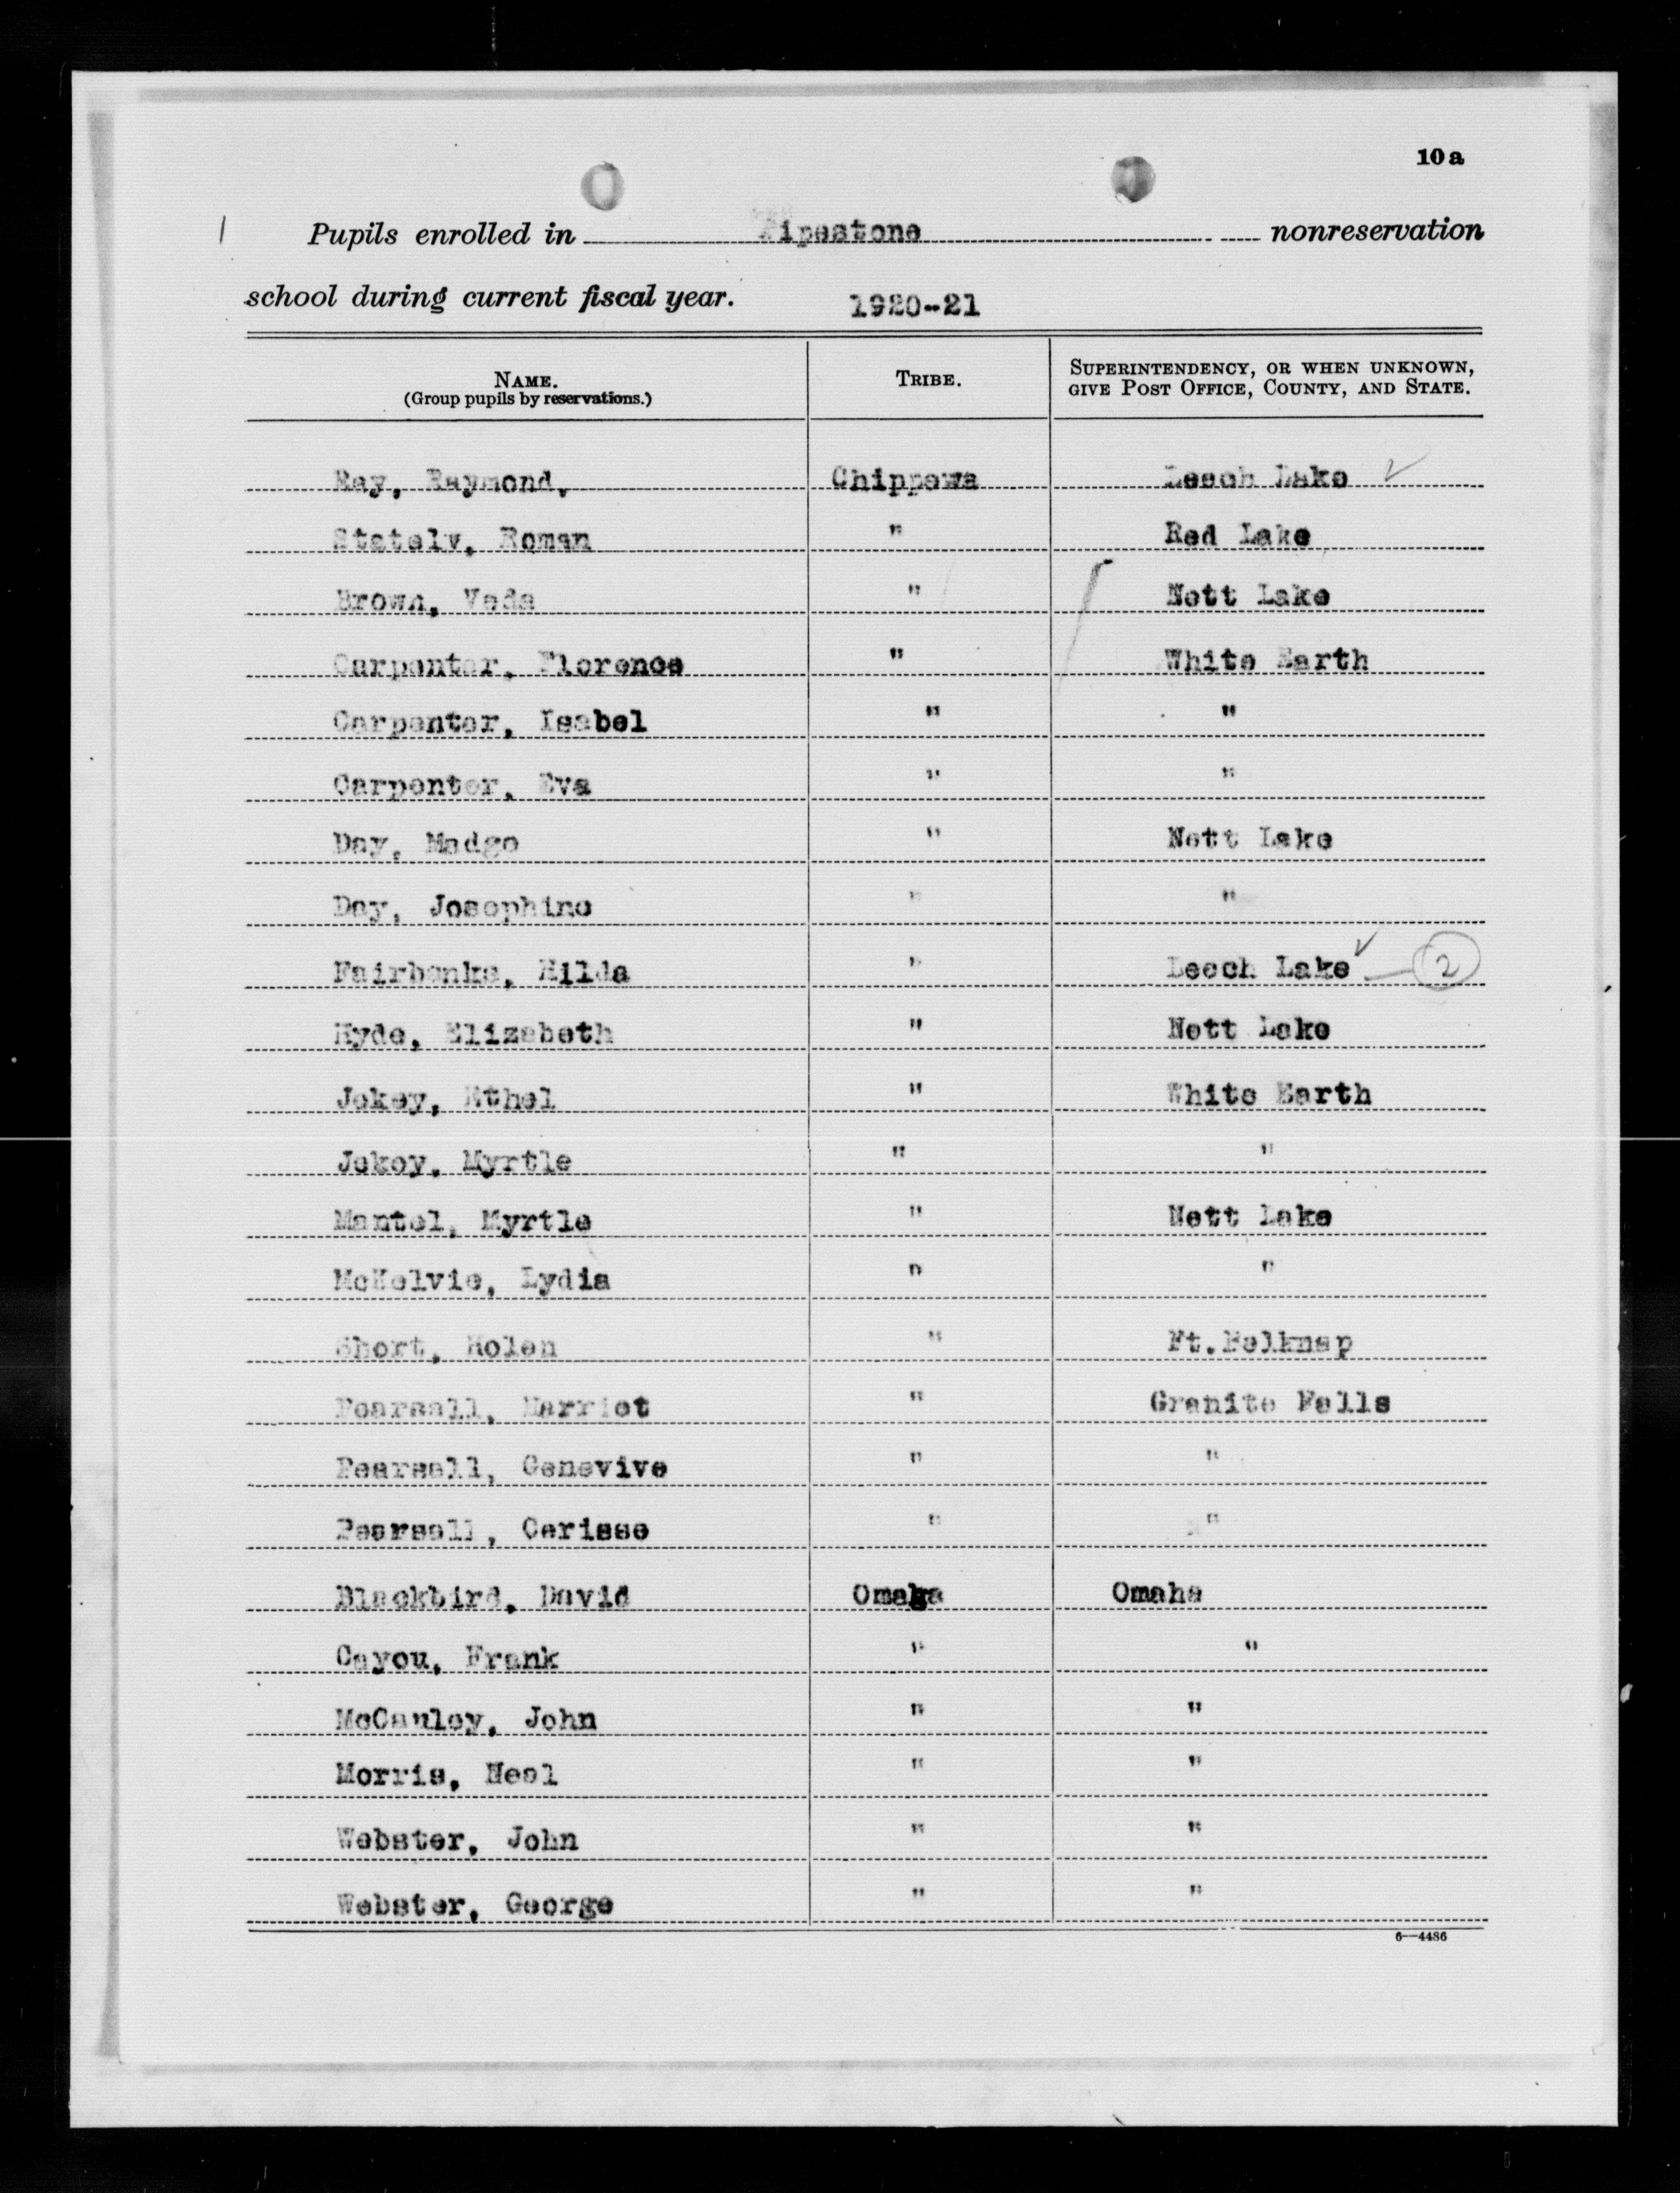 10 a
Pupils enrolled in Pipestone nonreservation
school during current fiscal year. 1920-21
NAME. TRIBE. SUPERINTENDENCY, OR WHEN UNKNOWN,
(Group pupils by reservations.) GIVE POST OFFICE, COUNTY, AND STATE.
Ray, Raymond, Chippewa Leech Lake ✓
Stately, Roman " Red Lake
Brown, Veda " Nett Lake
Carpenter, Florence " White Earth
Carpenter, Isabel " "
Carpenter, Eva " "
Day, Madge " Nett Lake
Day, Josephine " "
Fairbanks, Hilda " Leech Lake ✓ — 2
Hyde, Elizabeth " Nett Lake
Jokey, Ethel " White Earth
Jokey, Myrtle " "
Mantel, Myrtle " Nett Lake
McKelvie, Lydia " "
Short, Helen " Ft. Belknap
Pearsall, Harriet " Granite Falls
Pearsall, Genevive " "
Pearsall, Cerisse " "
Blackbird, David Omaha Omaha
Cayou, Frank " "
McCauley, John " "
Morris, Neal " "
Webster, John " "
Webster, George " "
6—4486